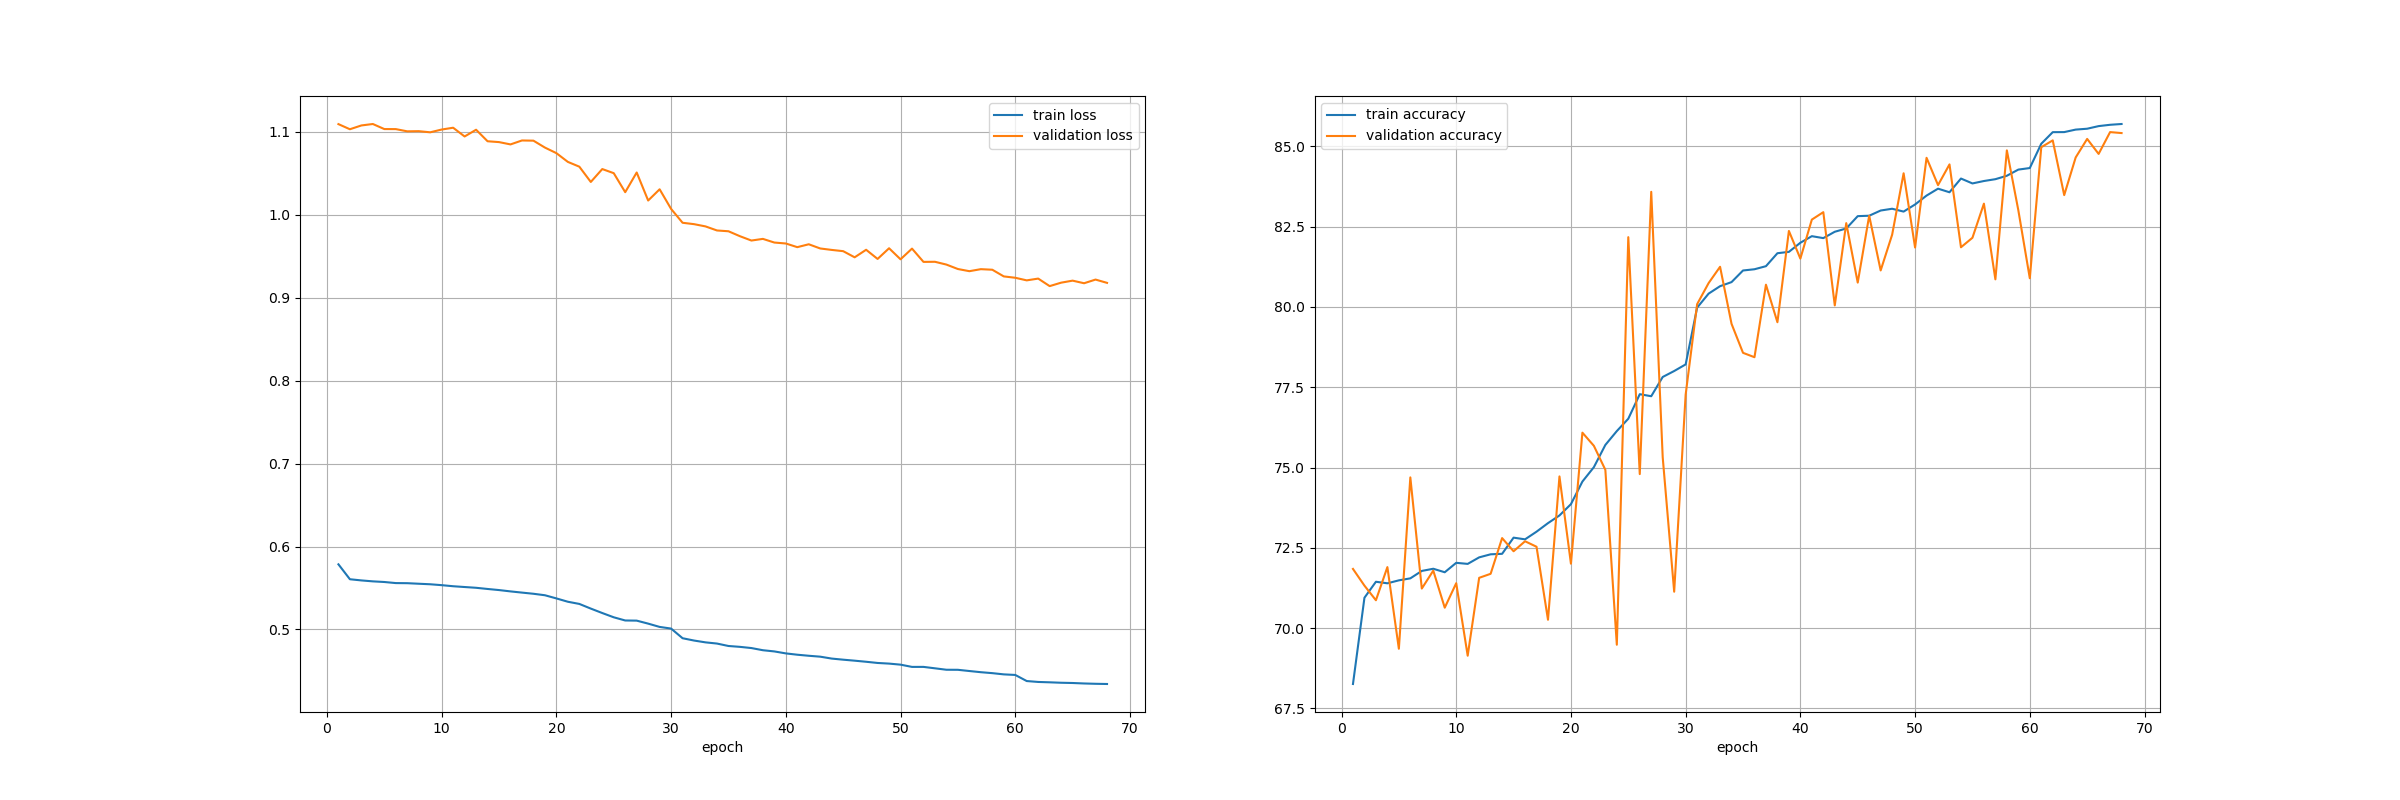 train loss
validation loss
1.1
1.0
0.9
0.8
0.7
0.6
0.5
0 10 20 30 40 50 60 70
epoch
train accuracy
validation accuracy
85.0
82.5
80.0
77.5
75.0
72.5
70.0
67.5
0 10 20 30 40 50 60 70
epoch